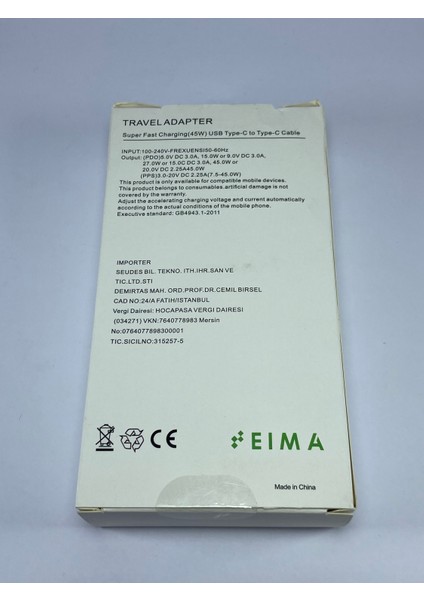 TRAVEL ADAPTER
Super Fast Charging(45W) USB Type-C to Type-C Cable
INPUT:100-240V-FREXUENSI50-60Hz
Output: (PDO)5.0V DC 3.0A, 15.0W or 9.0V DC 3.0A,
27.0W or 15.0C DC 3.0A, 45.0W or
20.0V DC 2.25A45.0W
(PPS)3.0-20V DC 2.25A(7.5-45.0W)
This product is only available for compatible mobile devices.
This product belongs to consumables.artificial damage is not
covered by the warranty.
Adjust the accelerating charging voltage and current automatically
according to the actual conditions of the mobile phone.
Executive standard: GB4943.1-2011
IMPORTER
SEUDES BIL. TEKNO. ITH.IHR.SAN VE
TIC.LTD.STI
DEMIRTAS MAH. ORD.PROF.DR.CEMIL BIRSEL
CAD NO:24/A FATIH/ISTANBUL
Vergi Dairesi: HOCAPASA VERGI DAIRESI
(034271) VKN:7640778983 Mersin
No:0764077898300001
TIC.SICILNO:315257-5
CE
EIMA
Made in China